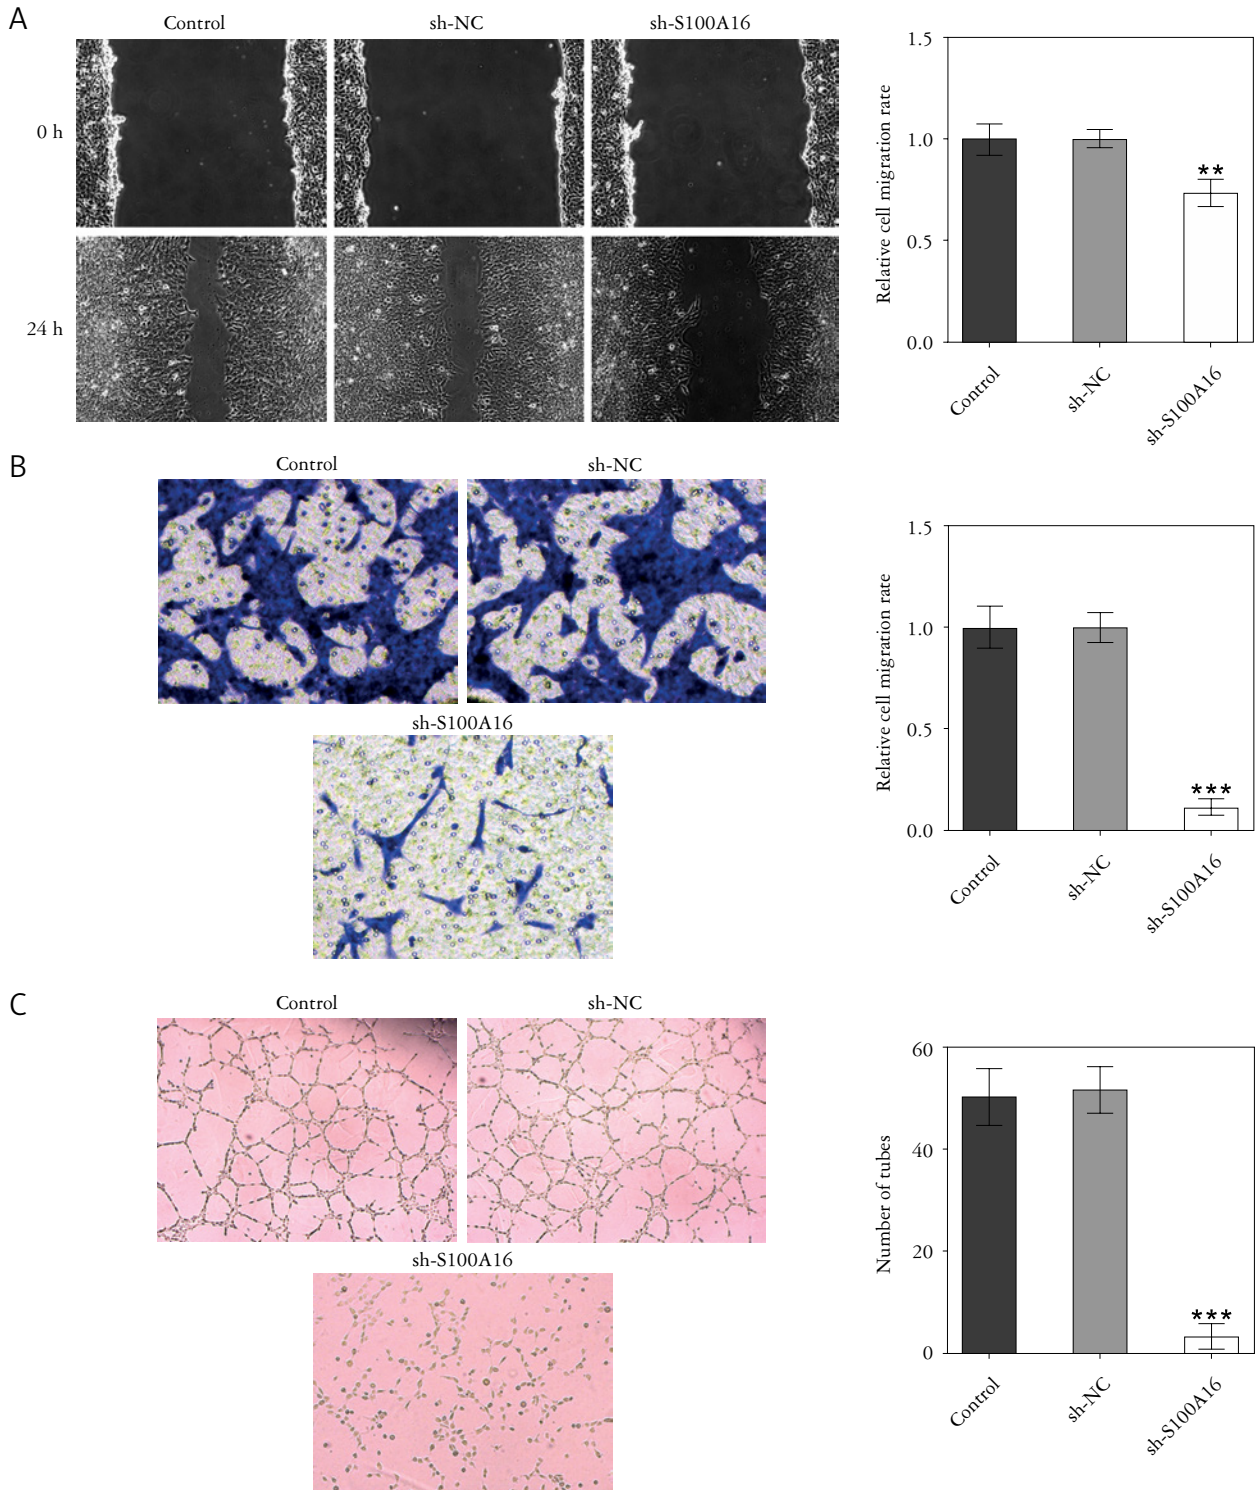 A
Control
sh-NC
sh-S100A16
0 h
24 h
Relative cell migration rate
1.5
1.0
0.5
0.0
**
Control
sh-NC
sh-S100A16
B
Control
sh-NC
sh-S100A16
Relative cell migration rate
1.5
1.0
0.5
0.0
***
Control
sh-NC
sh-S100A16
C
Control
sh-NC
sh-S100A16
Number of tubes
60
40
20
0
***
Control
sh-NC
sh-S100A16